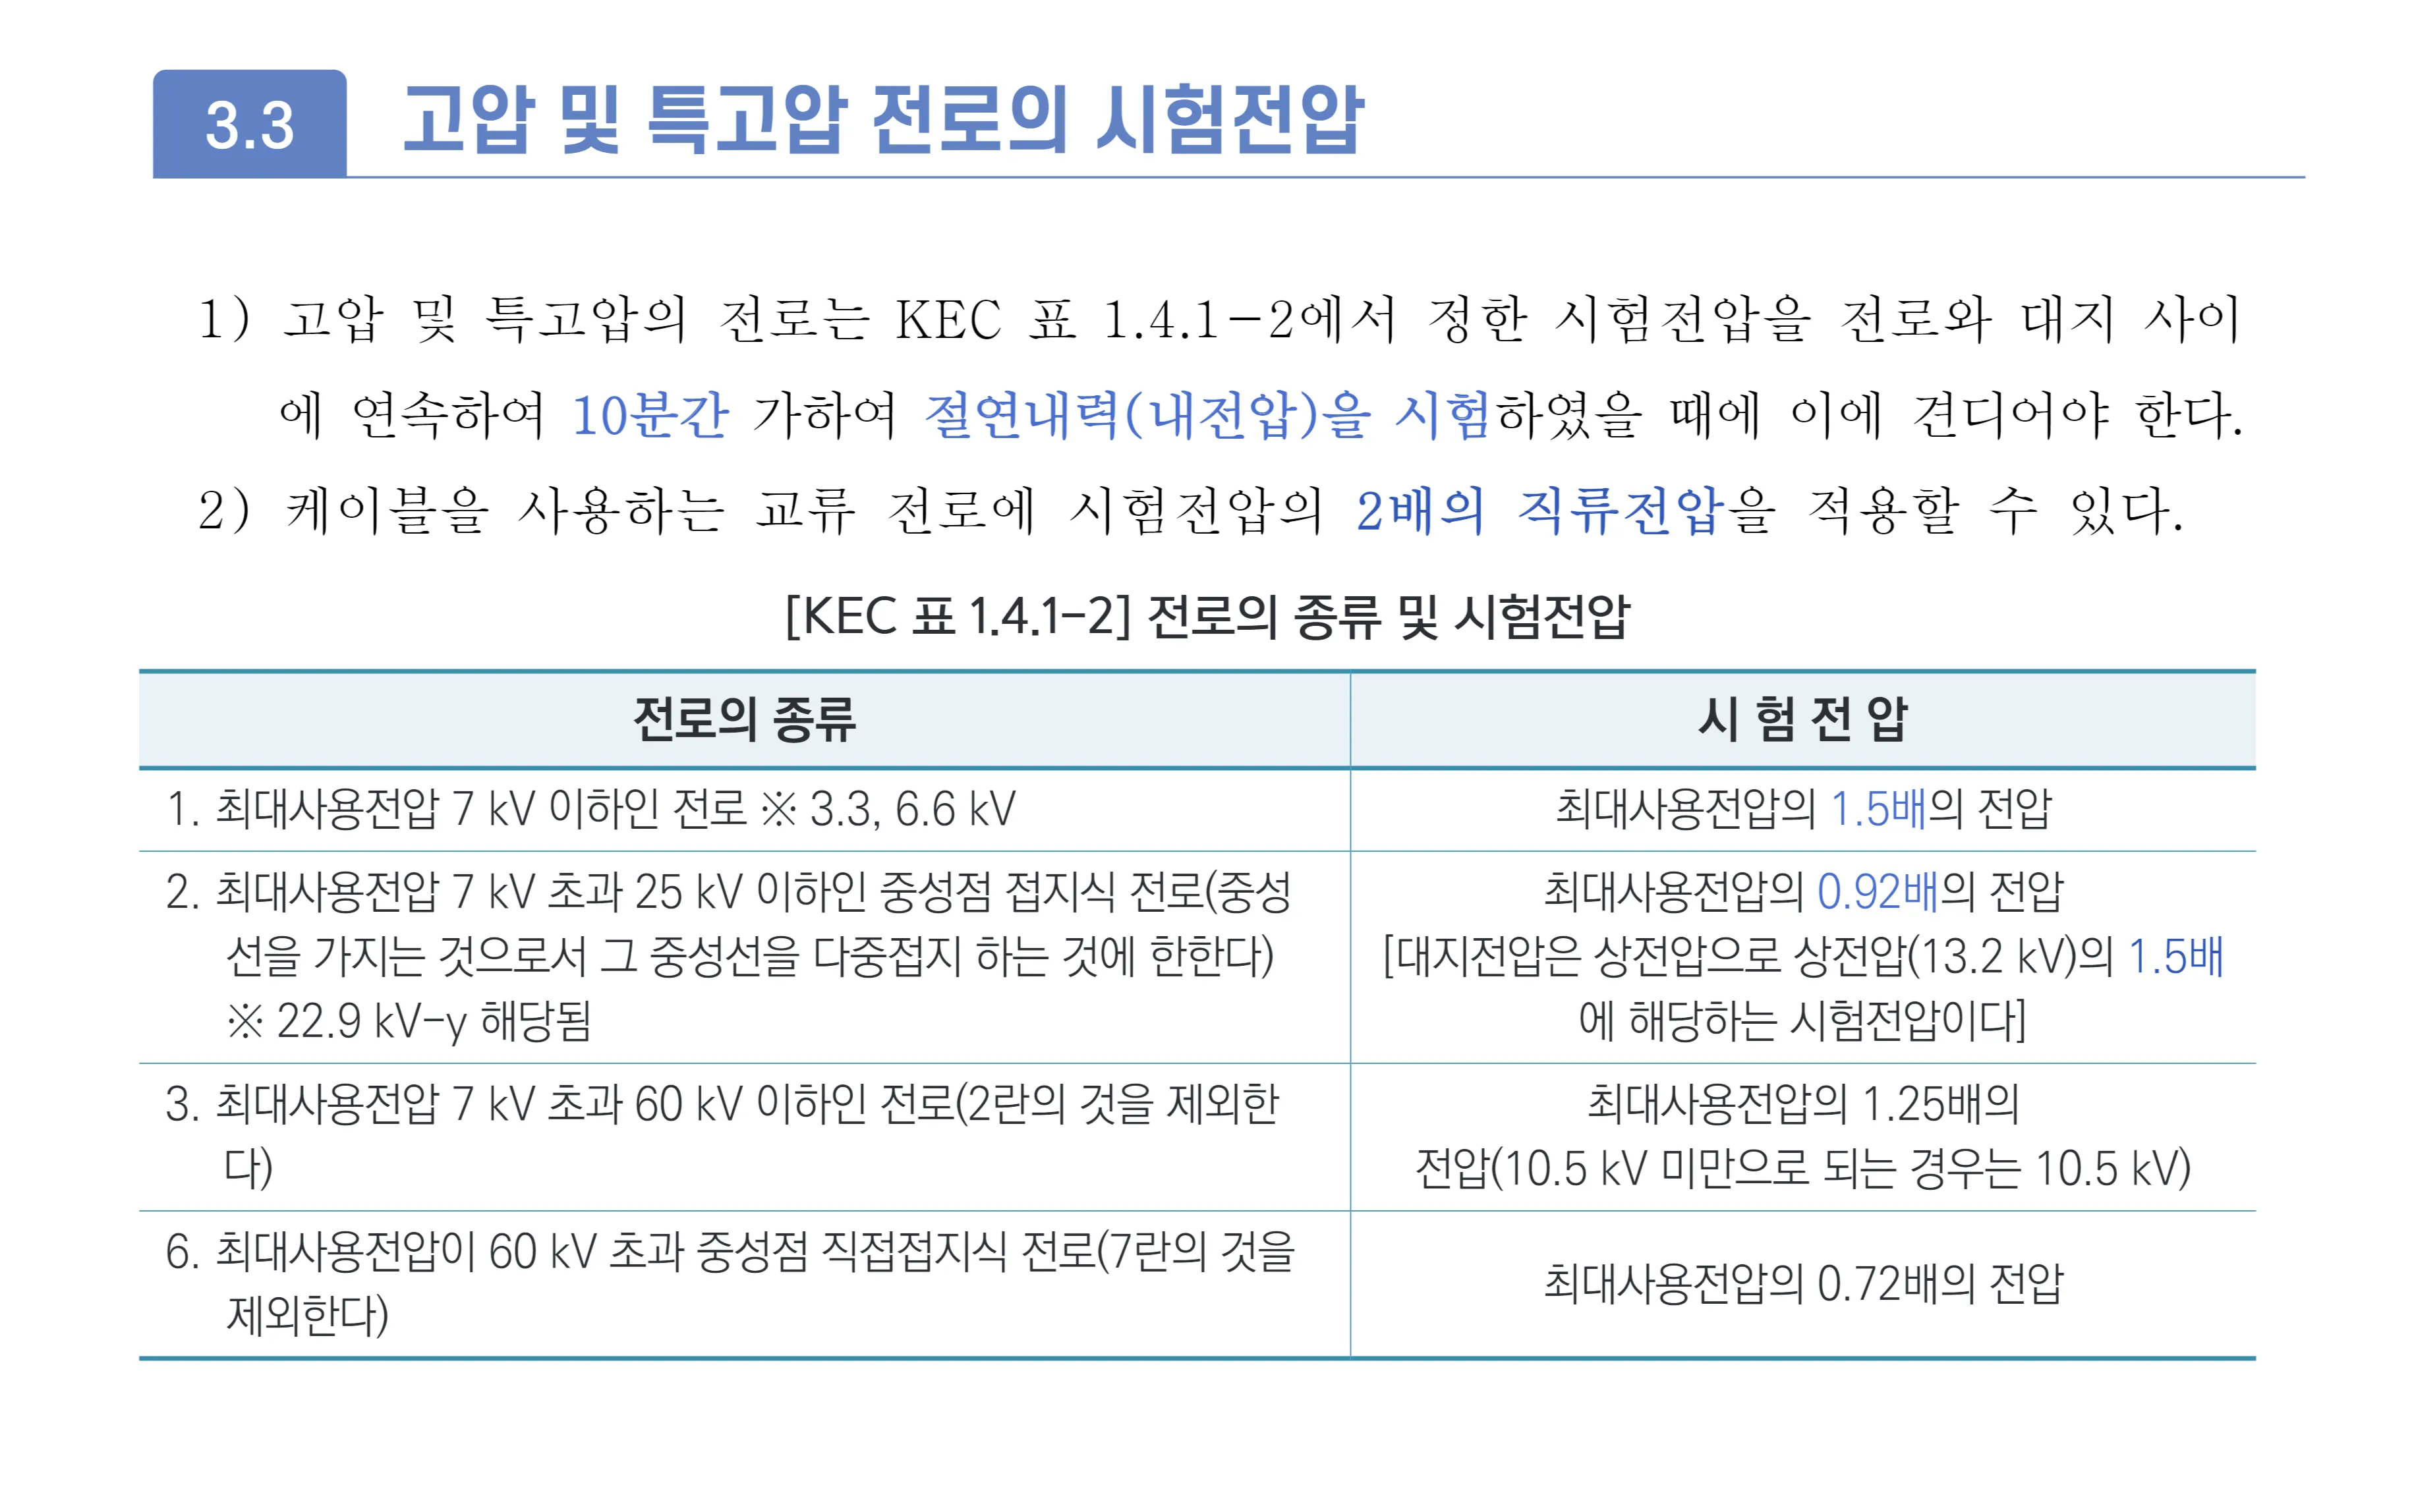 3.3 고압 및 특고압 전로의 시험전압
1) 고압 및 특고압의 전로는 KEC 표 1.4.1-2에서 정한 시험전압을 전로와 대지 사이
에 연속하여 10분간 가하여 절연내력(내전압)을 시험하였을 때에 이에 견디어야 한다.
2) 케이블을 사용하는 교류 전로에 시험전압의 2배의 직류전압을 적용할 수 있다.
[KEC 표 1.4.1-2] 전로의 종류 및 시험전압
전로의 종류
시 험 전 압
1. 최대사용전압 7 kV 이하인 전로 ※ 3.3, 6.6 kV
최대사용전압의 1.5배의 전압
2. 최대사용전압 7 kV 초과 25 kV 이하인 중성점 접지식 전로(중성
선을 가지는 것으로서 그 중성선을 다중접지 하는 것에 한한다)
※ 22.9 kV-y 해당됨
최대사용전압의 0.92배의 전압
[대지전압은 상전압으로 상전압(13.2 kV)의 1.5배
에 해당하는 시험전압이다]
3. 최대사용전압 7 kV 초과 60 kV 이하인 전로(2란의 것을 제외한
다)
최대사용전압의 1.25배의
전압(10.5 kV 미만으로 되는 경우는 10.5 kV)
6. 최대사용전압이 60 kV 초과 중성점 직접접지식 전로(7란의 것을
제외한다)
최대사용전압의 0.72배의 전압